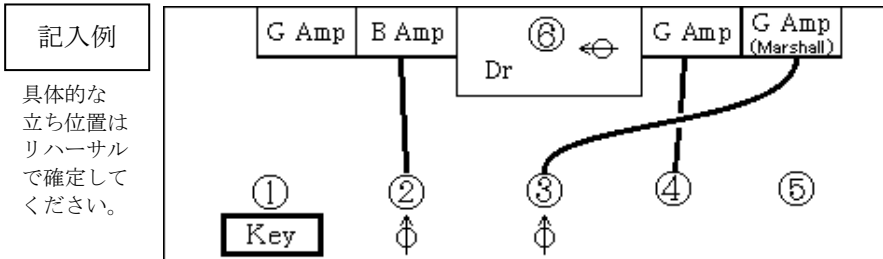 記入例
具体的な
立ち位置は
リハーサル
で確定して
ください。
G Amp
B Amp
⑥
Dr
G Amp
G Amp
(Marshall)
①
②
③
④
⑤
Key